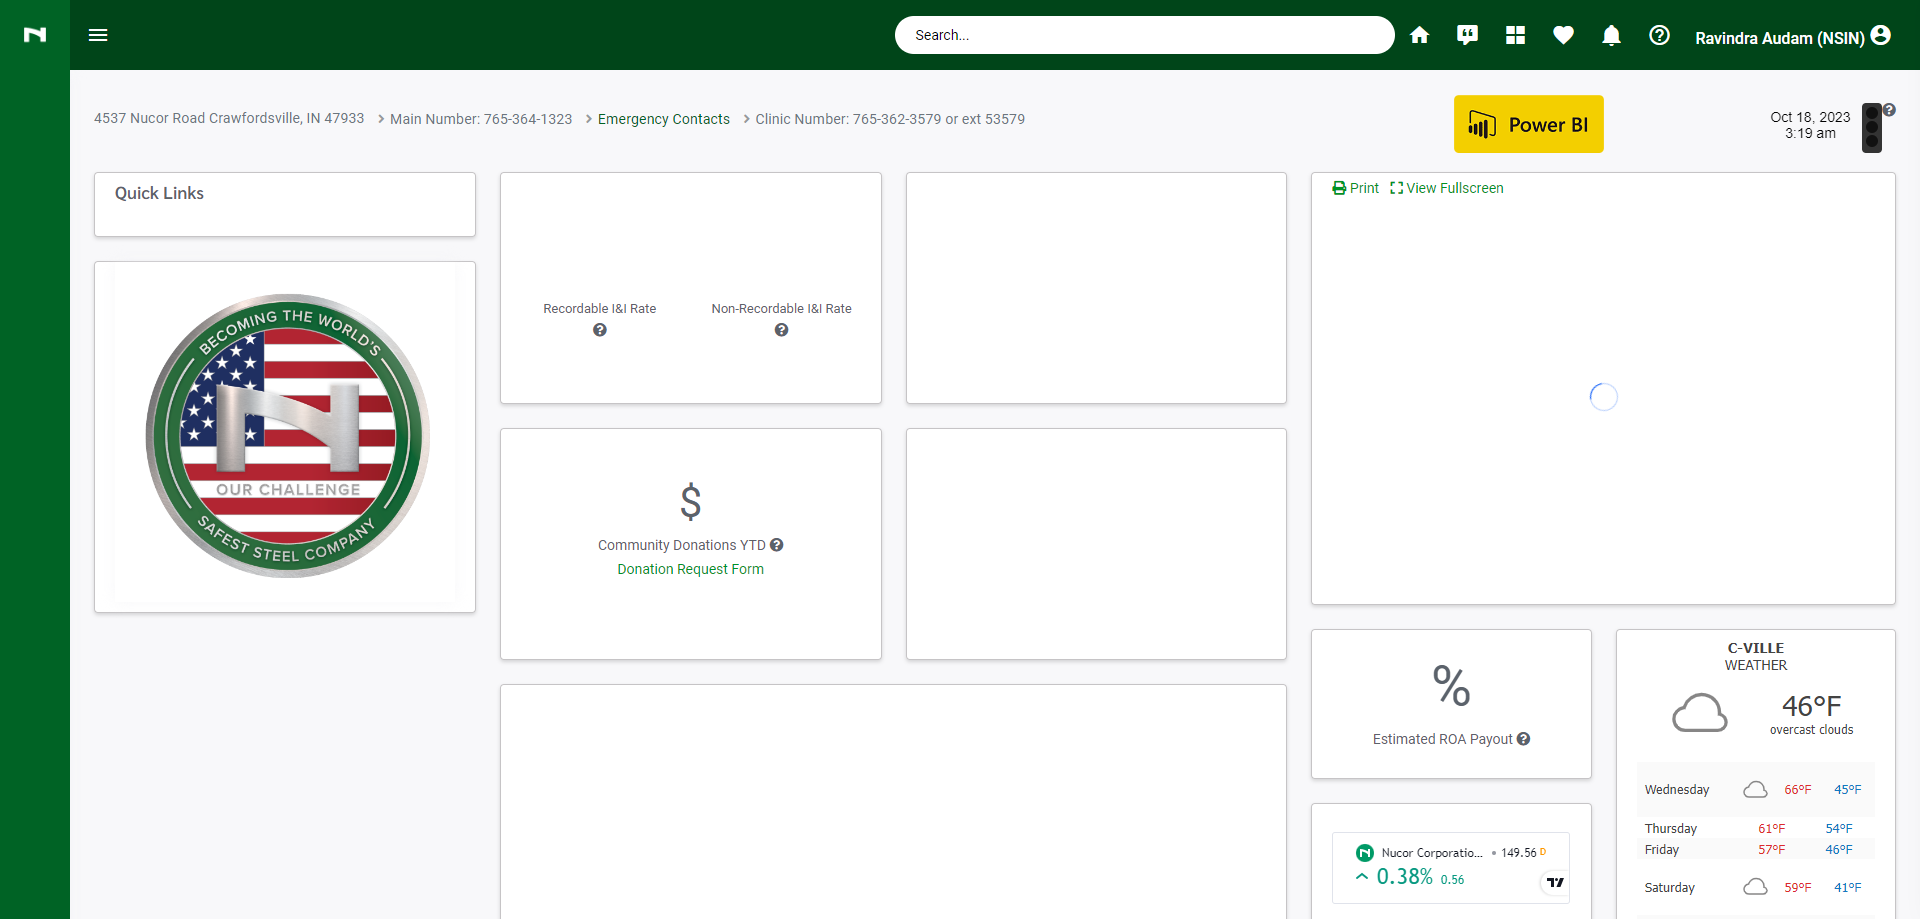 Search...
Ravindra Audam (NSIN)
4537 Nucor Road Crawfordsville, IN 47933
Main Number: 765-364-1323
Emergency Contacts
Clinic Number: 765-362-3579 or ext 53579
Power BI
Oct 18, 2023
3:19 am
Quick Links
BECOMING THE WORLD'S
OUR CHALLENGE
SAFEST STEEL COMPANY
Recordable I&I Rate
Non-Recordable I&I Rate
$
Community Donations YTD
Donation Request Form
Print View Fullscreen
%
Estimated ROA Payout
Nucor Corporatio... 149.56 D
0.38% 0.56
C-VILLE
WEATHER
46°F
overcast clouds
Wednesday 66°F 45°F
Thursday 61°F 54°F
Friday 57°F 46°F
Saturday 59°F 41°F